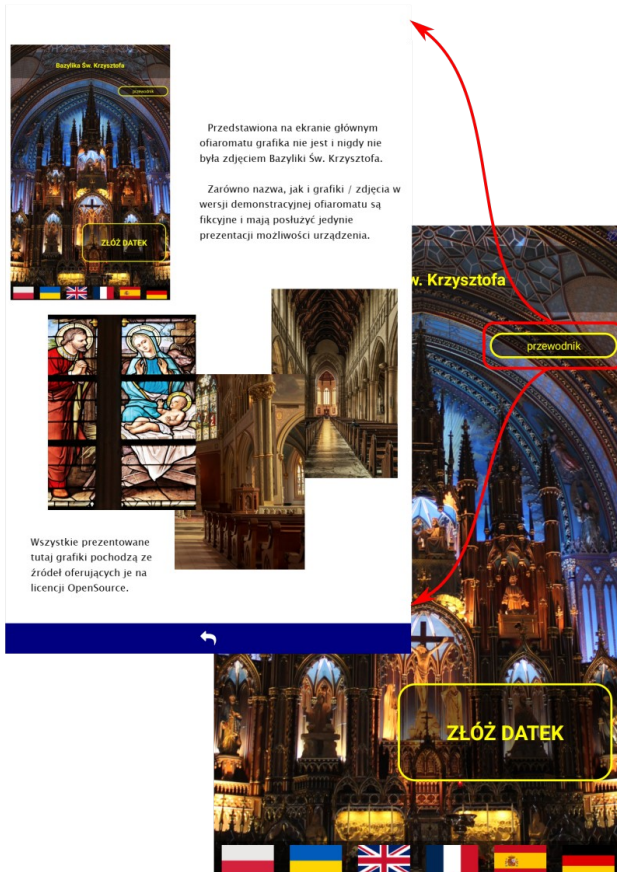 Bazylika Św. Krzysztofa
przewodnik
Przedstawiona na ekranie głównym
ofiaromatu grafika nie jest i nigdy nie
była zdjęciem Bazyliki Św. Krzysztofa.
Zarówno nazwa, jak i grafiki / zdjęcia w
wersji demonstracyjnej ofiaromatu są
fikcyjne i mają posłużyć jedynie
prezentacji możliwości urządzenia.
ZŁÓŻ DATEK
w. Krzysztofa
przewodnik
Wszystkie prezentowane
tutaj grafiki pochodzą ze
źródeł oferujących je na
licencji OpenSource.
ZŁÓŻ DATEK